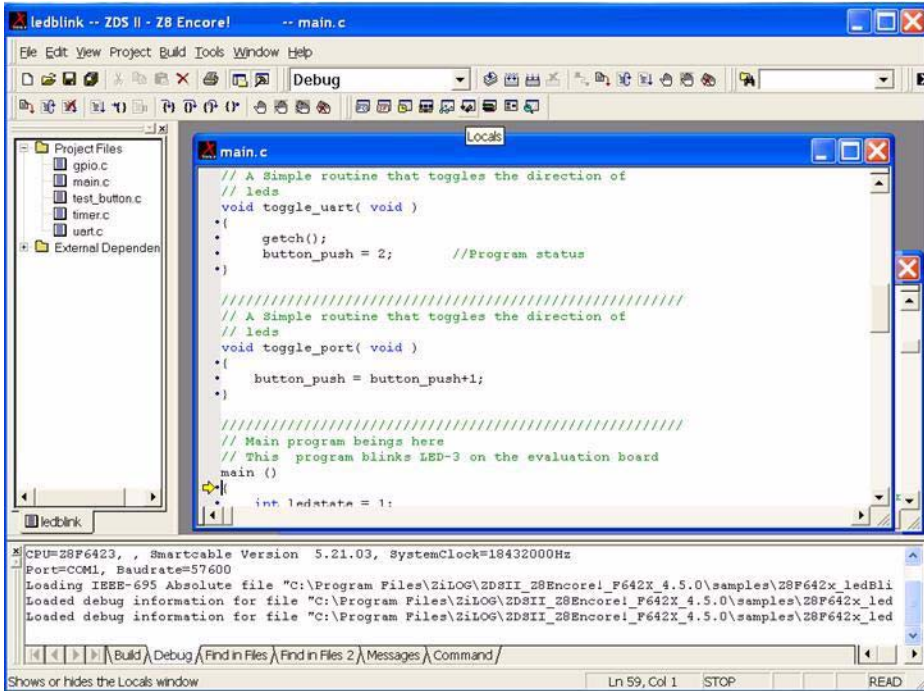 ledblink -- ZDS II - Z8 Encore! -- main.c
File Edit View Project Build Tools Window Help
Debug
Locals
Project Files
gpio.c
main.c
test_button.c
timer.c
uart.c
External Dependen
ledblink
main.c
// A Simple routine that toggles the direction of
// leds
void toggle_uart( void )
{
getch();
button_push = 2; //Program status
}
//////////////////////////////////////////////////////////
// A Simple routine that toggles the direction of
// leds
void toggle_port( void )
{
button_push = button_push+1;
}
//////////////////////////////////////////////////////////
// Main program beings here
// This program blinks LED-3 on the evaluation board
main ()
{
int ledstate = 1;
CPU=Z8F6423, , Smartcable Version 5.21.03, SystemClock=18432000Hz
Port=COM1, Baudrate=57600
Loading IEEE-695 Absolute file "C:\Program Files\ZiLOG\ZDSII_Z8Encore!_F642X_4.5.0\samples\Z8F642x_ledBli
Loaded debug information for file "C:\Program Files\ZiLOG\ZDSII_Z8Encore!_F642X_4.5.0\samples\Z8F642x_led
Loaded debug information for file "C:\Program Files\ZiLOG\ZDSII_Z8Encore!_F642X_4.5.0\samples\Z8F642x_led
Build Debug Find in Files Find in Files 2 Messages Command
Shows or hides the Locals window
Ln 59, Col 1 STOP READ